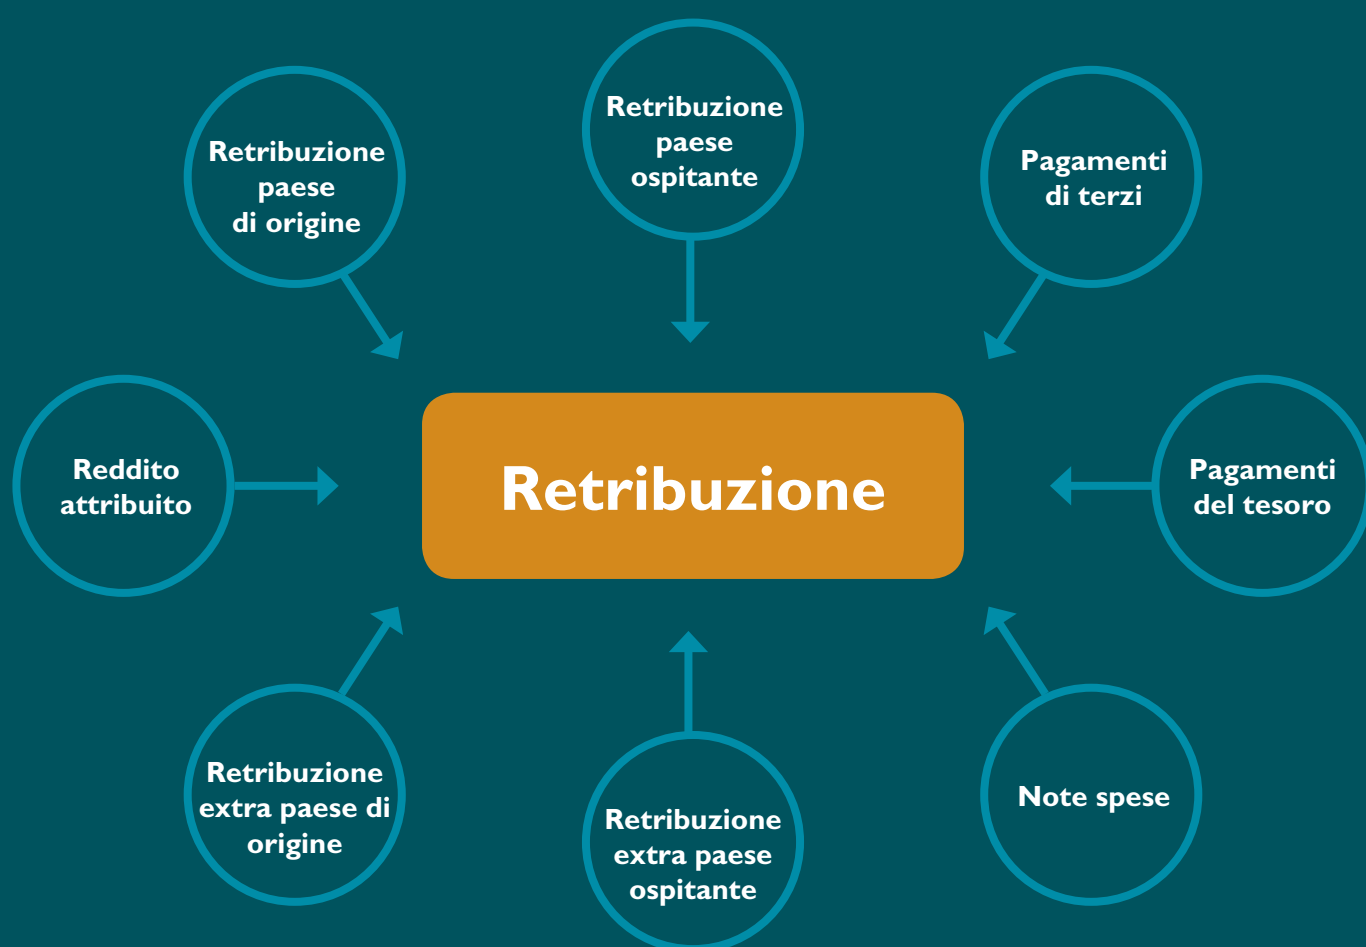 Retribuzione
paese
di origine
Retribuzione
paese
ospitante
Pagamenti
di terzi
Reddito
attribuito
Retribuzione
Pagamenti
del tesoro
Retribuzione
extra paese di
origine
Retribuzione
extra paese
ospitante
Note spese